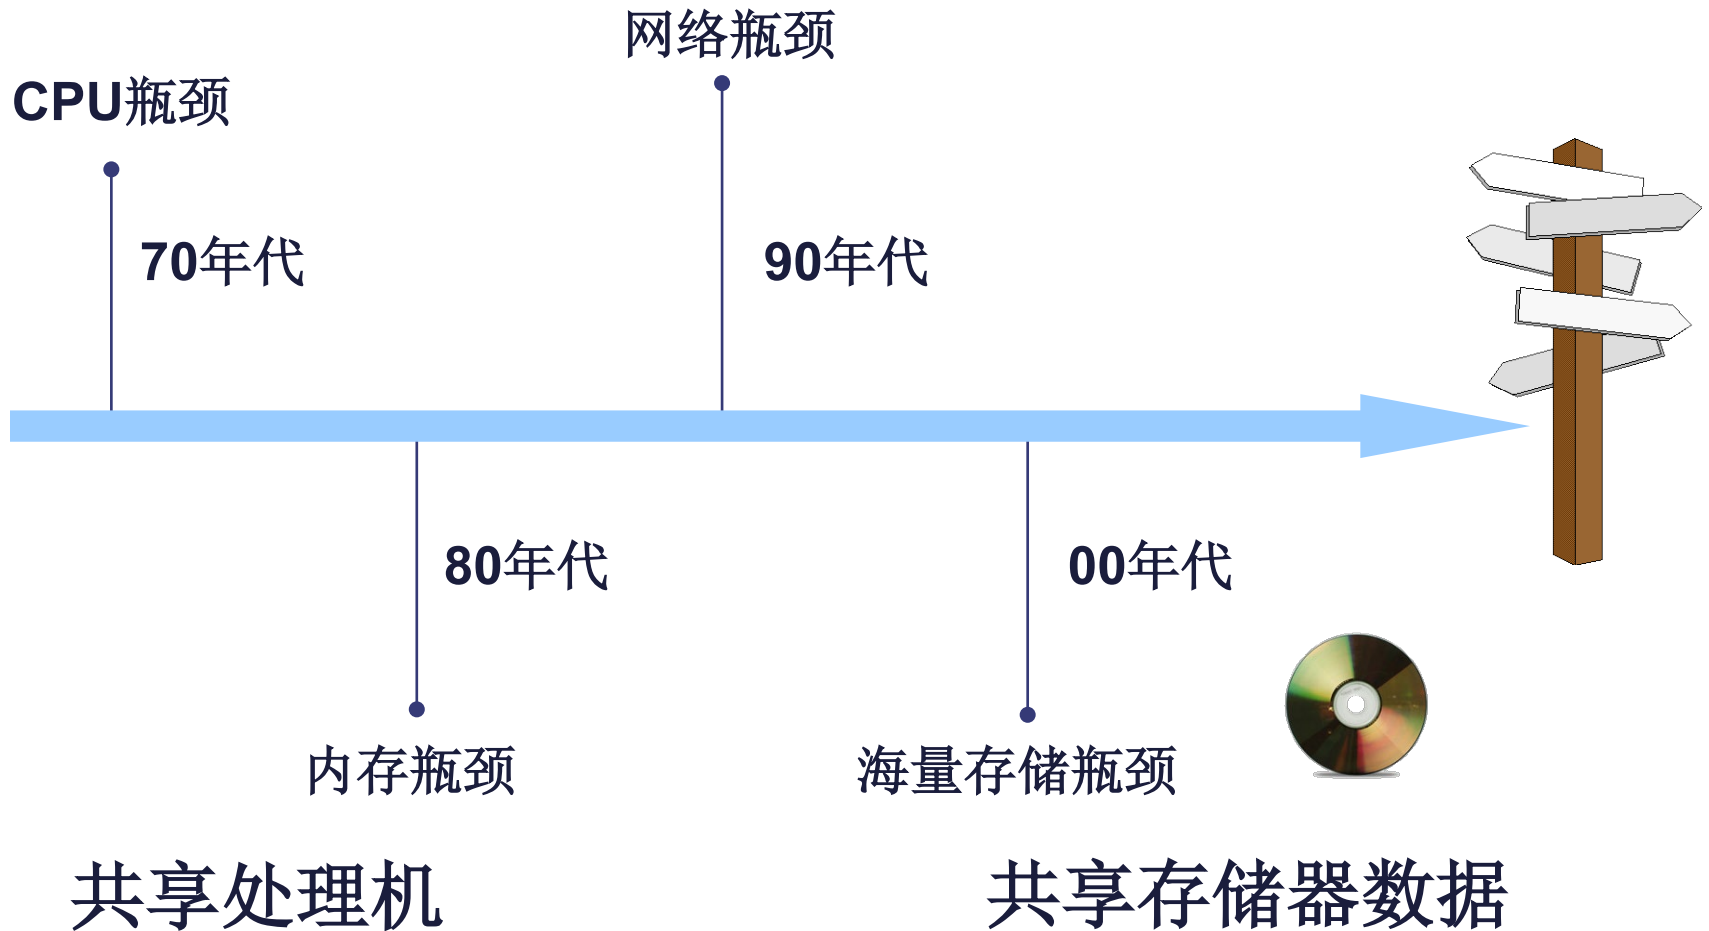 网络瓶颈
CPU瓶颈
70年代
90年代
80年代
00年代
内存瓶颈
海量存储瓶颈
共享处理机
共享存储器数据